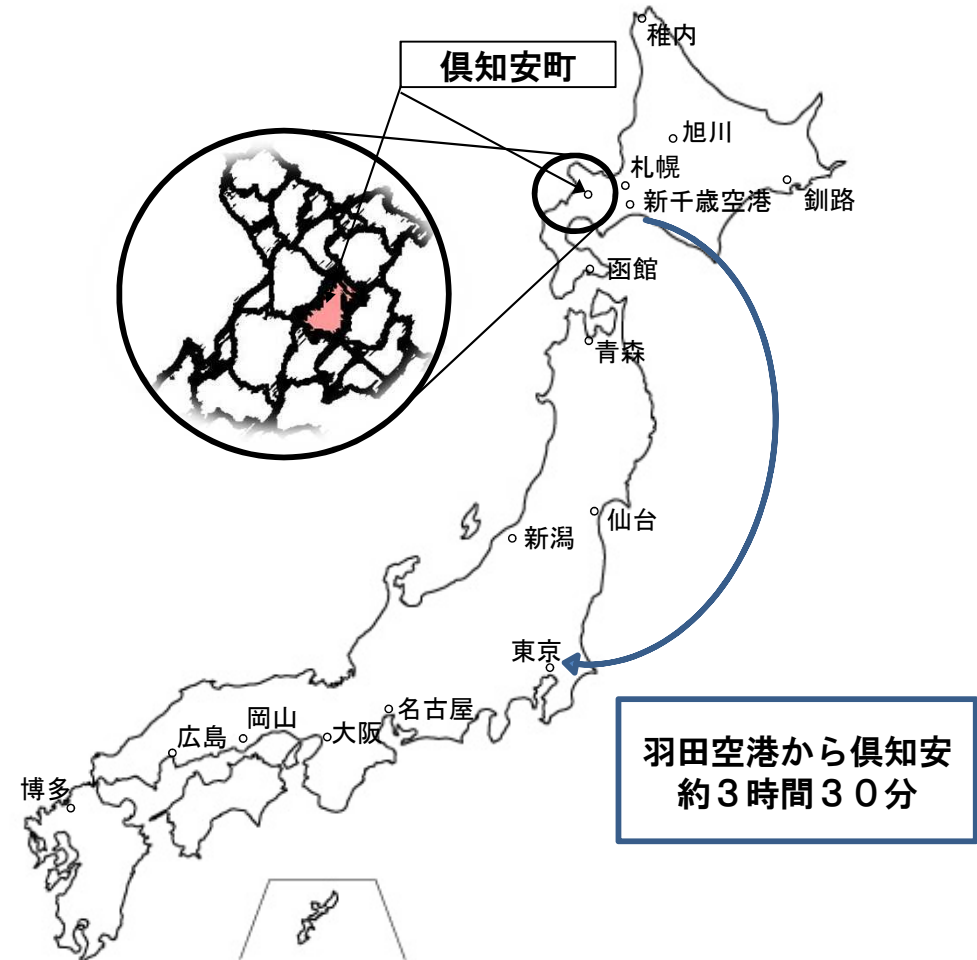 稚内
倶知安町
旭川
札幌
新千歳空港
釧路
函館
青森
仙台
新潟
東京
名古屋
岡山
大阪
広島
博多
羽田空港から倶知安
約３時間３０分